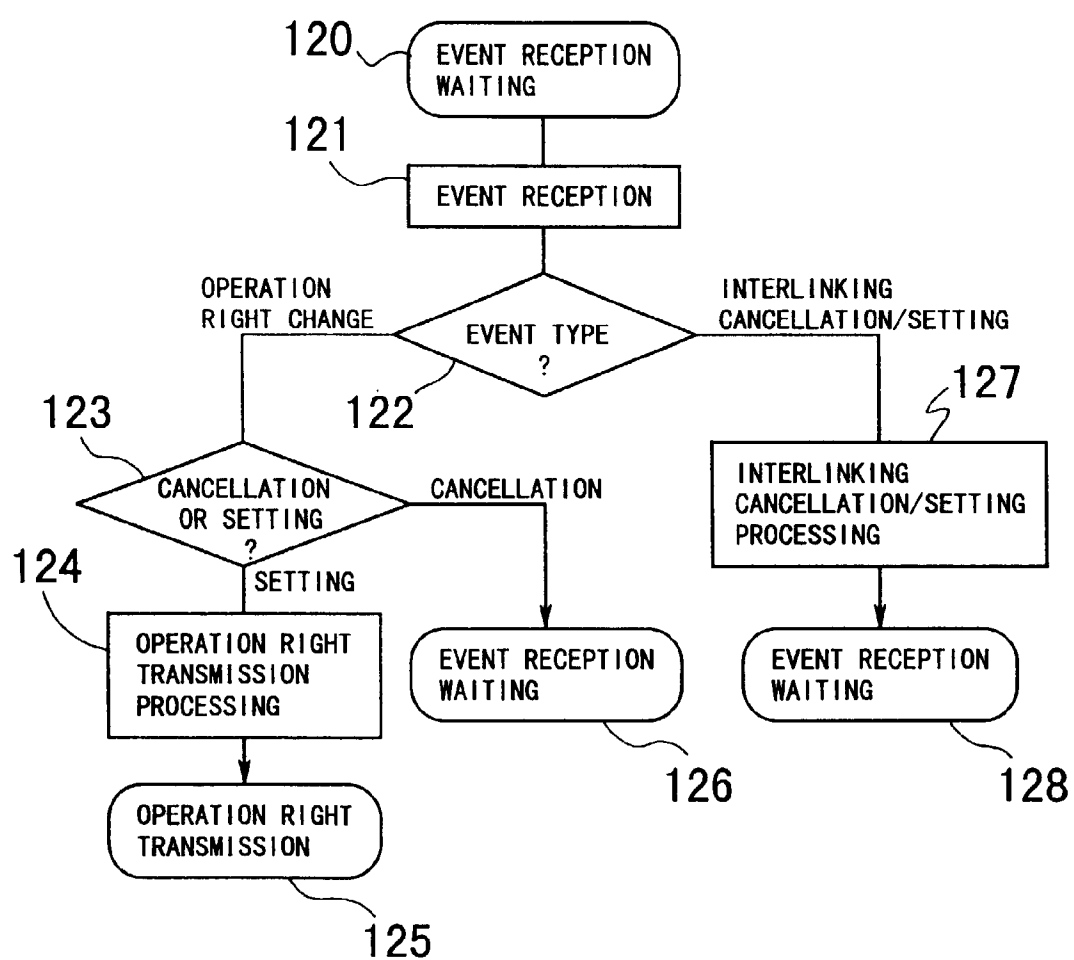 120
EVENT RECEPTION
WAITING
121
EVENT RECEPTION
OPERATION
RIGHT CHANGE
EVENT TYPE
?
INTERLINKING
CANCELLATION/SETTING
122
123
CANCELLATION
OR SETTING
?
CANCELLATION
127
INTERLINKING
CANCELLATION/SETTING
PROCESSING
124
SETTING
OPERATION RIGHT
TRANSMISSION
PROCESSING
EVENT RECEPTION
WAITING
126
EVENT RECEPTION
WAITING
128
OPERATION RIGHT
TRANSMISSION
125